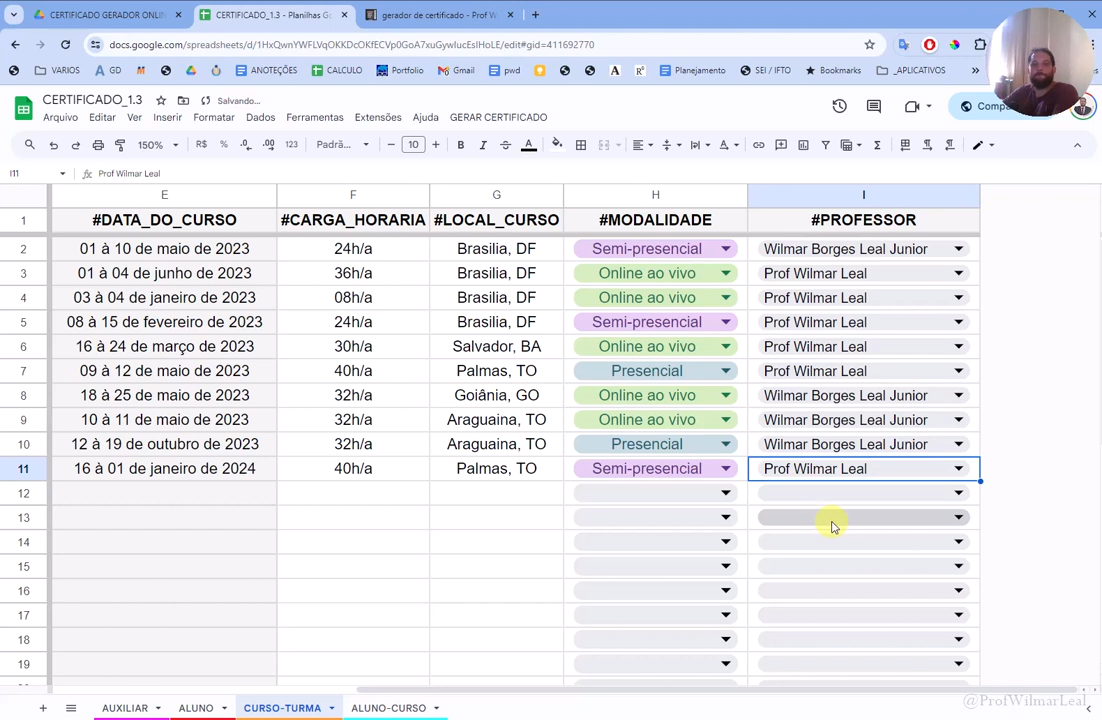 CERTIFICADO GERADOR ONLIN
CERTIFICADO_1.3 - Planilhas Go
gerador de certificado - Prof W
docs.google.com/spreadsheets/d/1HxQwnYWFLVqOKKDcOKfECVp0GoA7xuGywIucEsIHoLE/edit#gid=411692770
VARIOS
GD
ANOTEÇÕES
CALCULO
Portfolio
Gmail
pwd
Planejamento
SEI / IFTO
Bookmarks
_APLICATIVOS
CERTIFICADO_1.3
Salvando...
Arquivo Editar Ver Inserir Formatar Dados Ferramentas Extensões Ajuda GERAR CERTIFICADO
150% R$ % .0 .00 123 Padrã... 10 B I
I11 Prof Wilmar Leal
E F G H I
1 #DATA_DO_CURSO #CARGA_HORARIA #LOCAL_CURSO #MODALIDADE #PROFESSOR
2 01 à 10 de maio de 2023 24h/a Brasilia, DF Semi-presencial Wilmar Borges Leal Junior
3 01 à 04 de junho de 2023 36h/a Brasilia, DF Online ao vivo Prof Wilmar Leal
4 03 à 04 de janeiro de 2023 08h/a Brasilia, DF Online ao vivo Prof Wilmar Leal
5 08 à 15 de fevereiro de 2023 24h/a Brasilia, DF Semi-presencial Prof Wilmar Leal
6 16 à 24 de março de 2023 30h/a Salvador, BA Online ao vivo Prof Wilmar Leal
7 09 à 12 de maio de 2023 40h/a Palmas, TO Presencial Prof Wilmar Leal
8 18 à 25 de maio de 2023 32h/a Goiânia, GO Online ao vivo Wilmar Borges Leal Junior
9 10 à 11 de maio de 2023 32h/a Araguaina, TO Online ao vivo Wilmar Borges Leal Junior
10 12 à 19 de outubro de 2023 32h/a Araguaina, TO Presencial Wilmar Borges Leal Junior
11 16 à 01 de janeiro de 2024 40h/a Palmas, TO Semi-presencial Prof Wilmar Leal
12
13
14
15
16
17
18
19
AUXILIAR ALUNO CURSO-TURMA ALUNO-CURSO
@ProfWilmarLeal